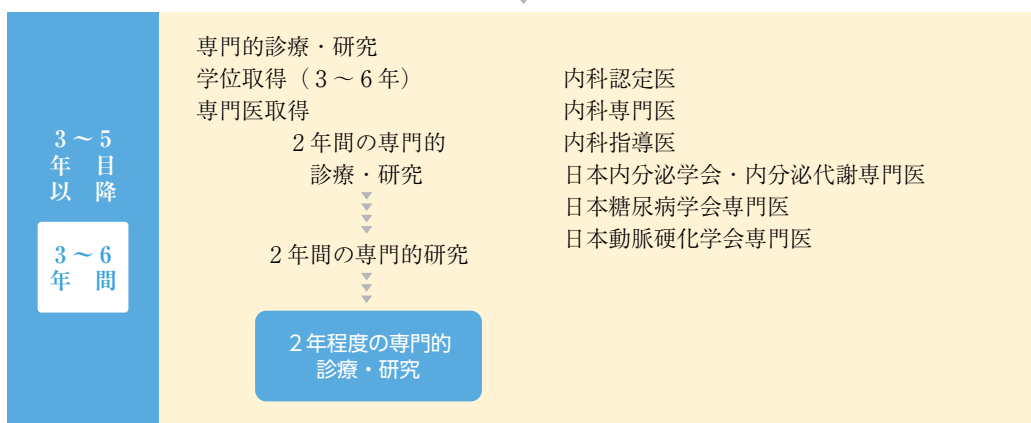 3～5
年目
以降
3～6
年間
専門的診療・研究
学位取得（3～6年）
専門医取得
2年間の専門的
診療・研究
2年間の専門的研究
2年程度の専門的
診療・研究
内科認定医
内科専門医
内科指導医
日本内分泌学会・内分泌代謝専門医
日本糖尿病学会専門医
日本動脈硬化学会専門医